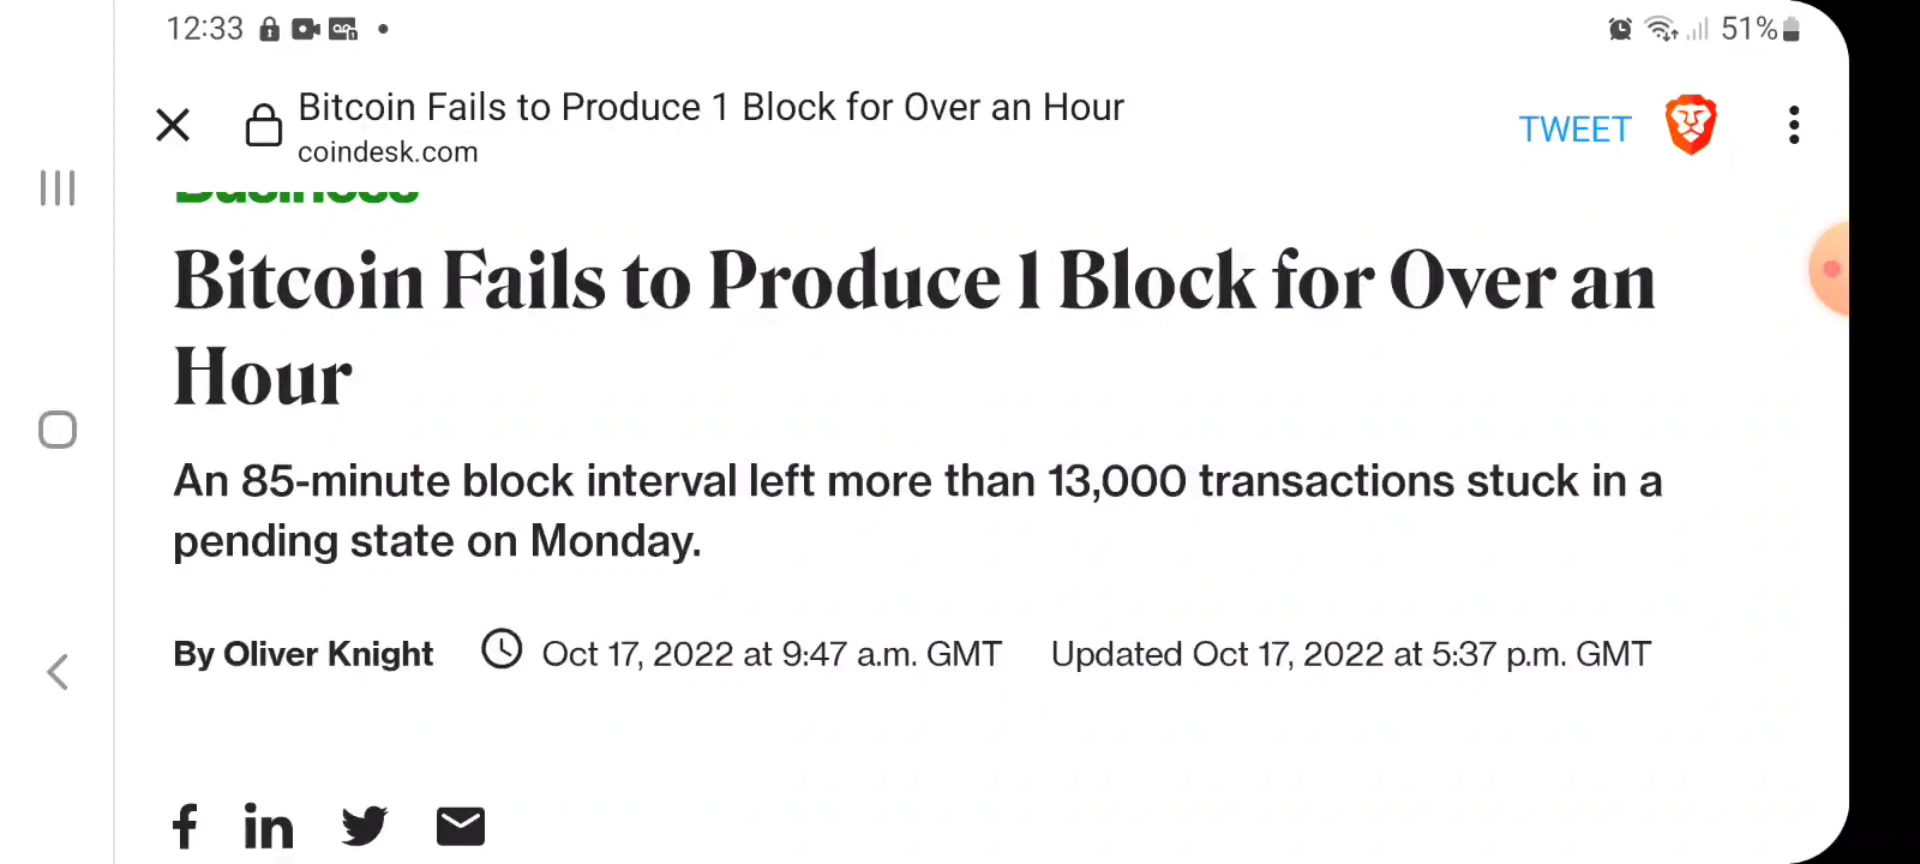 12:33
51%
Bitcoin Fails to Produce 1 Block for Over an Hour
coindesk.com
TWEET
Business
Bitcoin Fails to Produce 1 Block for Over an
Hour
An 85-minute block interval left more than 13,000 transactions stuck in a
pending state on Monday.
By Oliver Knight Oct 17, 2022 at 9:47 a.m. GMT Updated Oct 17, 2022 at 5:37 p.m. GMT